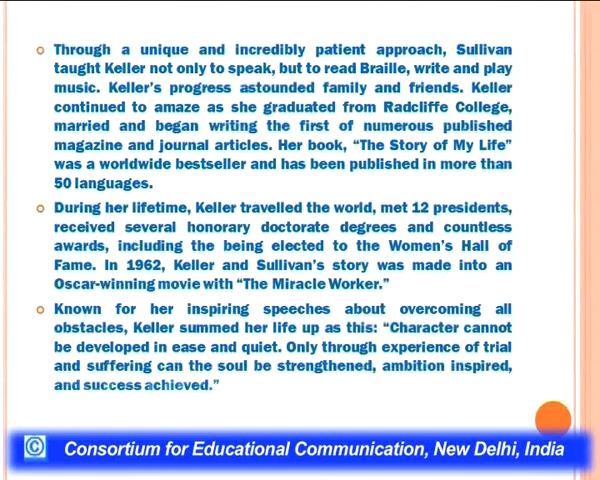 Through a unique and incredibly patient approach, Sullivan
taught Keller not only to speak, but to read Braille, write and play
music. Keller's progress astounded family and friends. Keller
continued to amaze as she graduated from Radcliffe College,
married and began writing the first of numerous published
magazine and journal articles. Her book, "The Story of My Life"
was a worldwide bestseller and has been published in more than
50 languages.
During her lifetime, Keller travelled the world, met 12 presidents,
received several honorary doctorate degrees and countless
awards, including the being elected to the Women's Hall of
Fame. In 1962, Keller and Sullivan's story was made into an
Oscar-winning movie with "The Miracle Worker."
Known for her inspiring speeches about overcoming all
obstacles, Keller summed her life up as this: "Character cannot
be developed in ease and quiet. Only through experience of trial
and suffering can the soul be strengthened, ambition inspired,
and success achieved."
© Consortium for Educational Communication, New Delhi, India